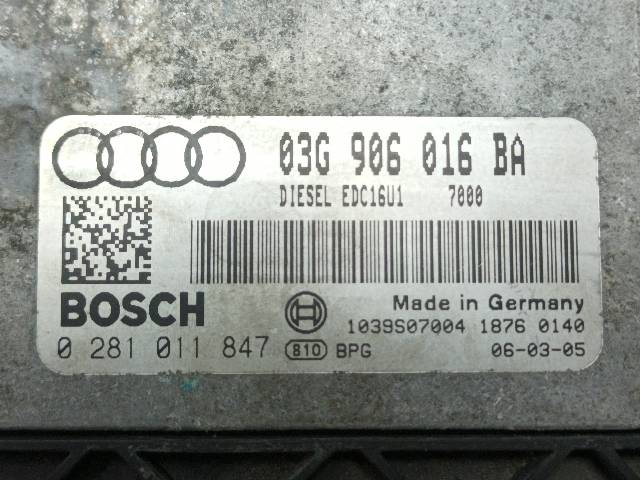 03G 906 016 BA
DIESEL EDC16U1 7000
BOSCH
Made in Germany
1039S07004 1876 0140
0 281 011 847 810 BPG 06-03-05